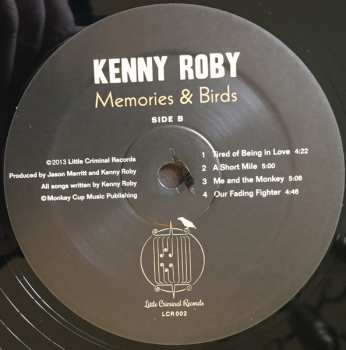 KENNY ROBY
Memories & Birds
SIDE B
©2013 Little Criminal Records
Produced by Jason Merritt and Kenny Roby
All songs written by Kenny Roby
©Monkey Cup Music Publishing
1 Tired of Being in Love 4:22
2 A Short Mile 5:00
3 Me and the Monkey 5:06
4 Our Fading Fighter 4:46
Little Criminal Records
LCR002